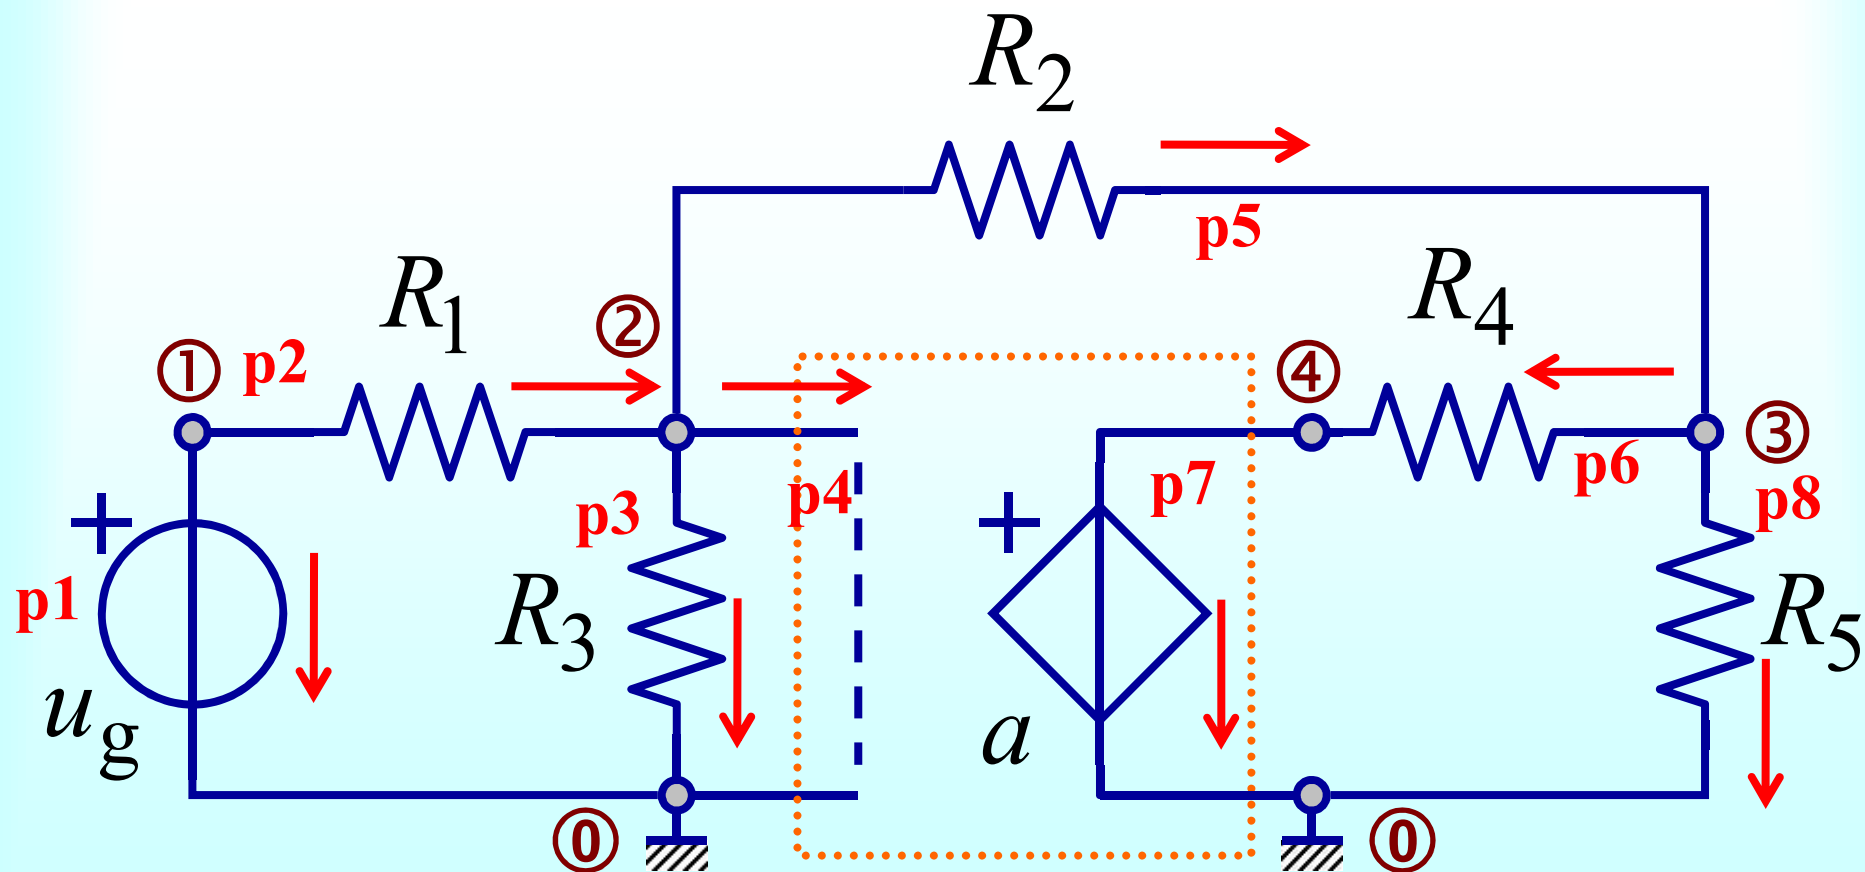 R2
p5
R1
②
R4
①
p2
④
③
p7
p6
p4
p3
p8
+
+
p1
R3
R5
ug
a
⓪
⓪